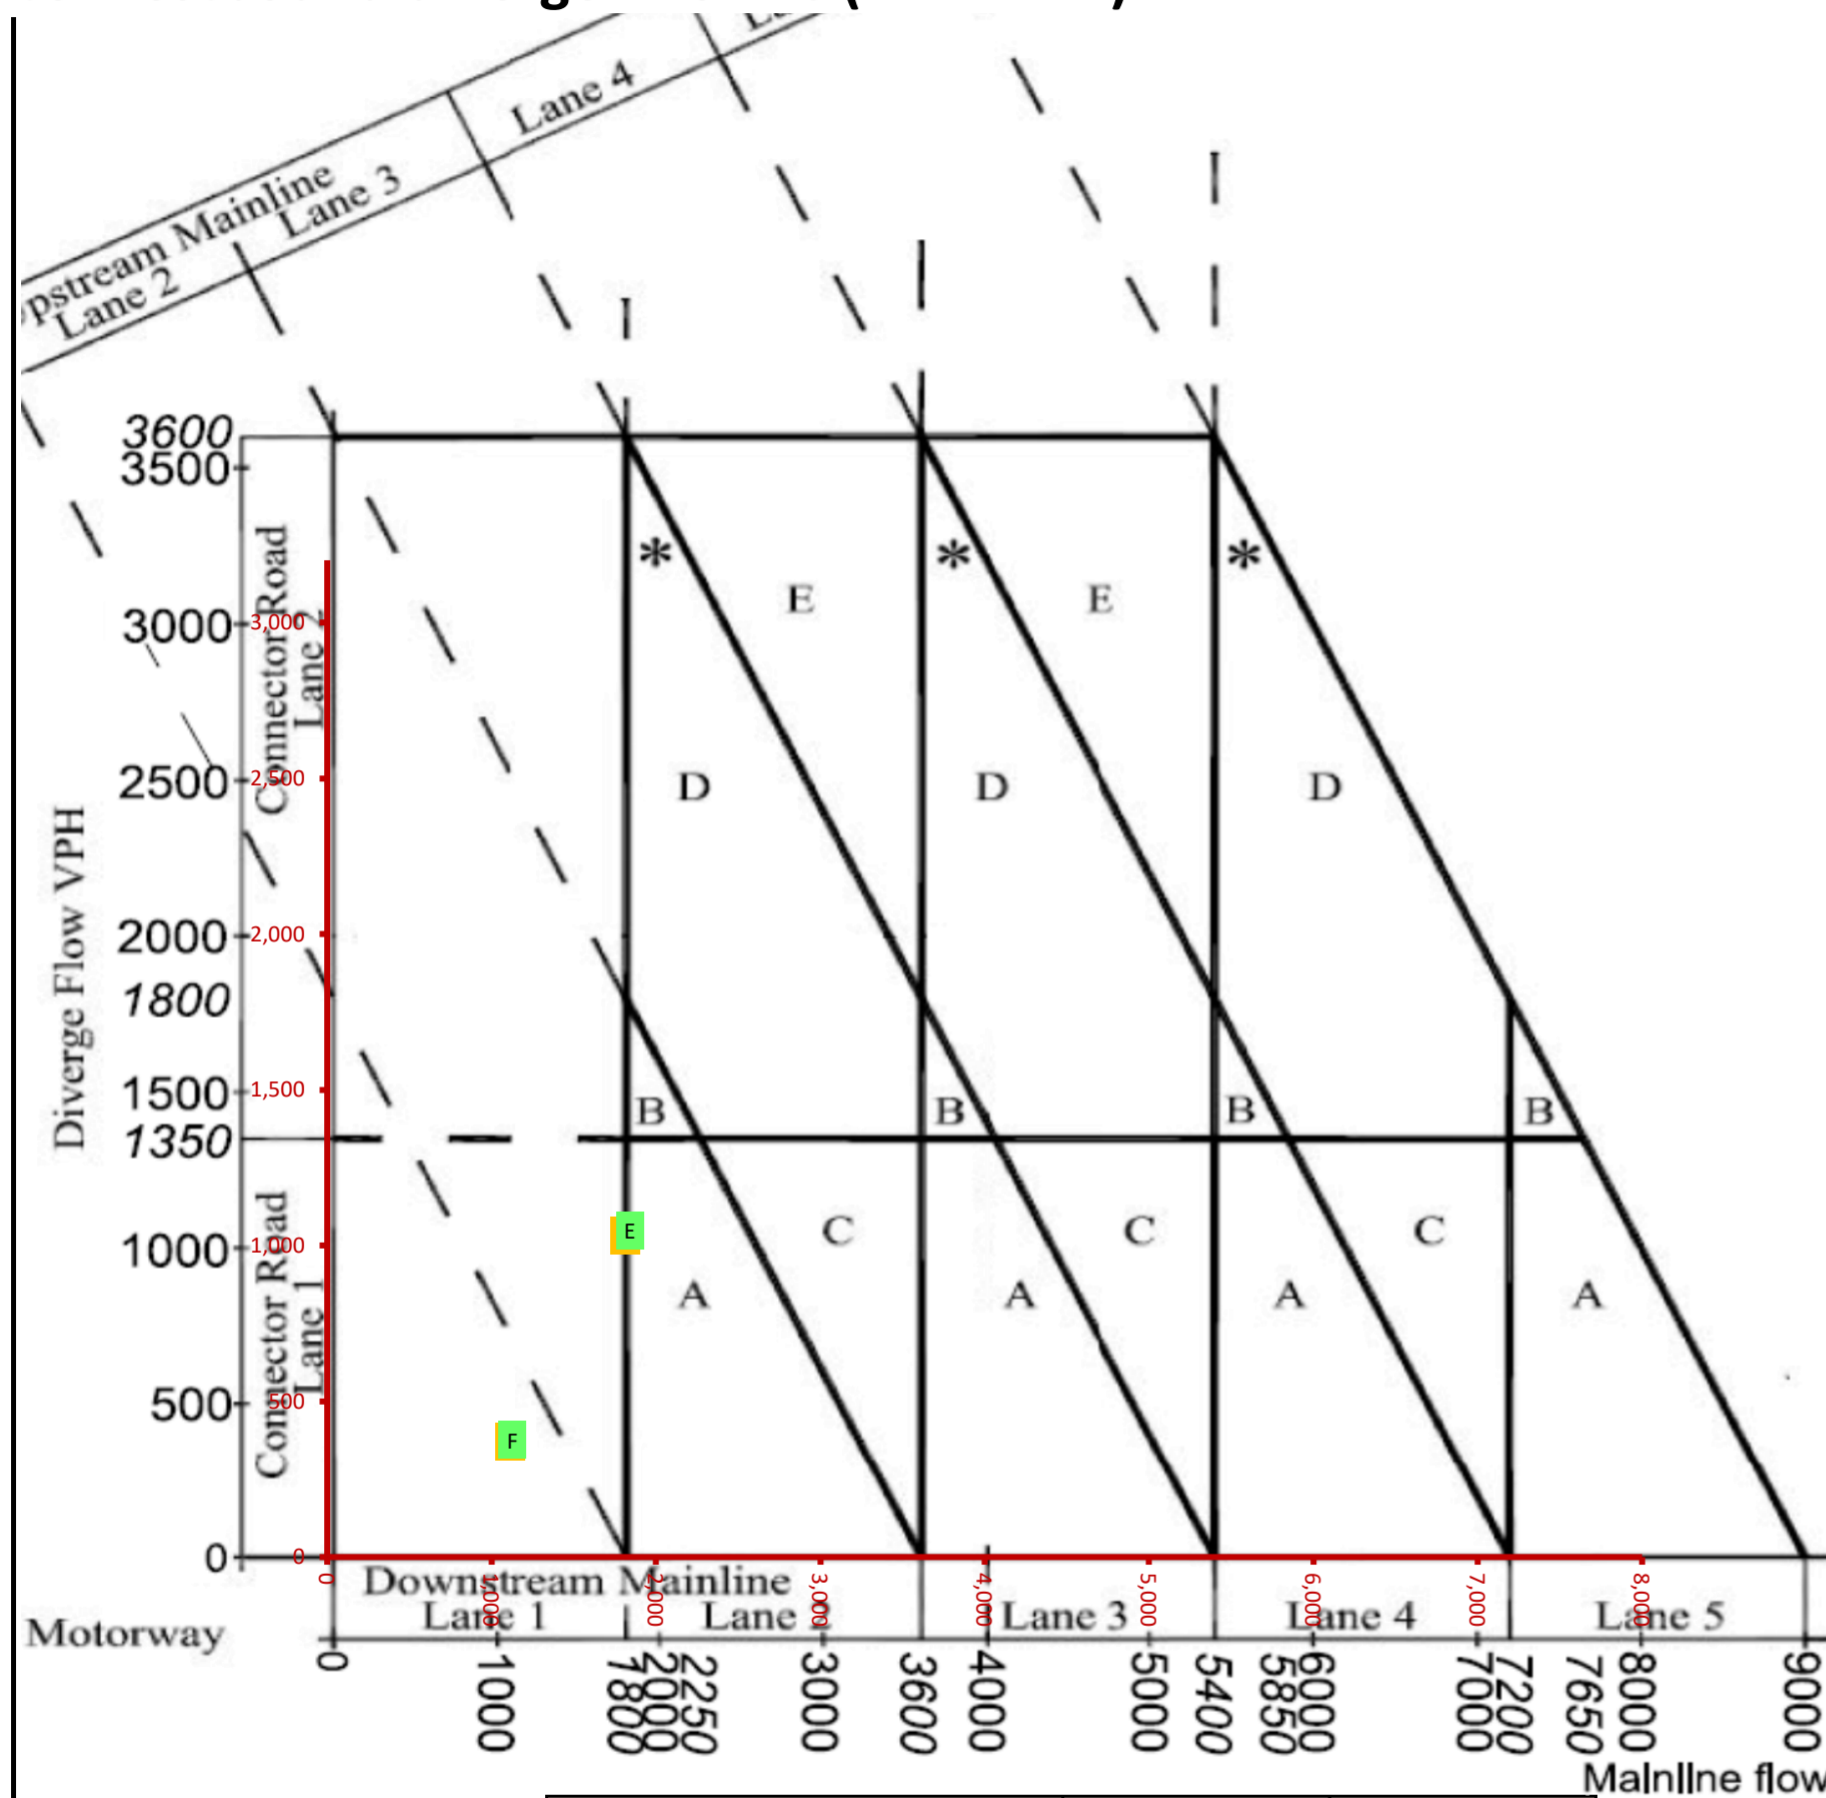 Lane 4
Upstream Mainline
Lane 3
Lane 2
3600
3500
3000
2500
2000
1800
1500
1350
1000
500
0
Diverge Flow VPH
Connector Road
Lane 2
Connector Road
Lane 1
3,000
2,500
2,000
1,500
1,000
500
0
* * *
E E
D D D
B B B B
C C C
A A A A
E
F
0 1,000 2,000 3,000 4,000 5,000 6,000 7,000 8,000
Downstream Mainline
Motorway
Lane 1 Lane 2 Lane 3 Lane 4 Lane 5
0 1000 1800 2000 2250 3000 3600 4000 5000 5400 5850 6000 7000 7200 7650 8000 9000
Mainline flow